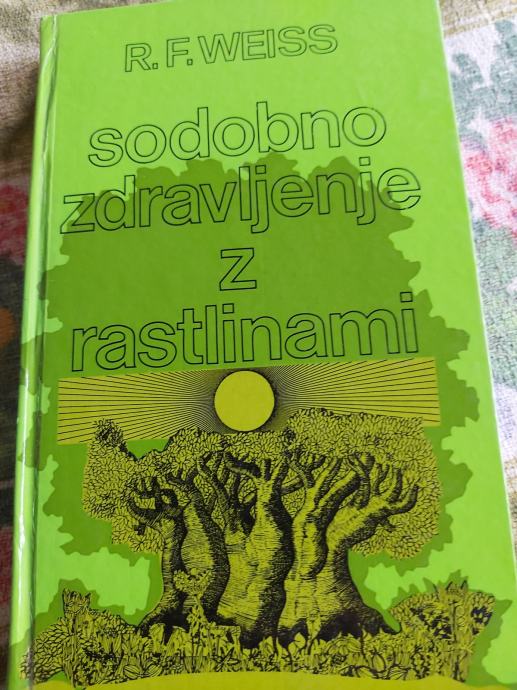 R. F. WEISS
sodobno
zdravljenje
z
rastlinami